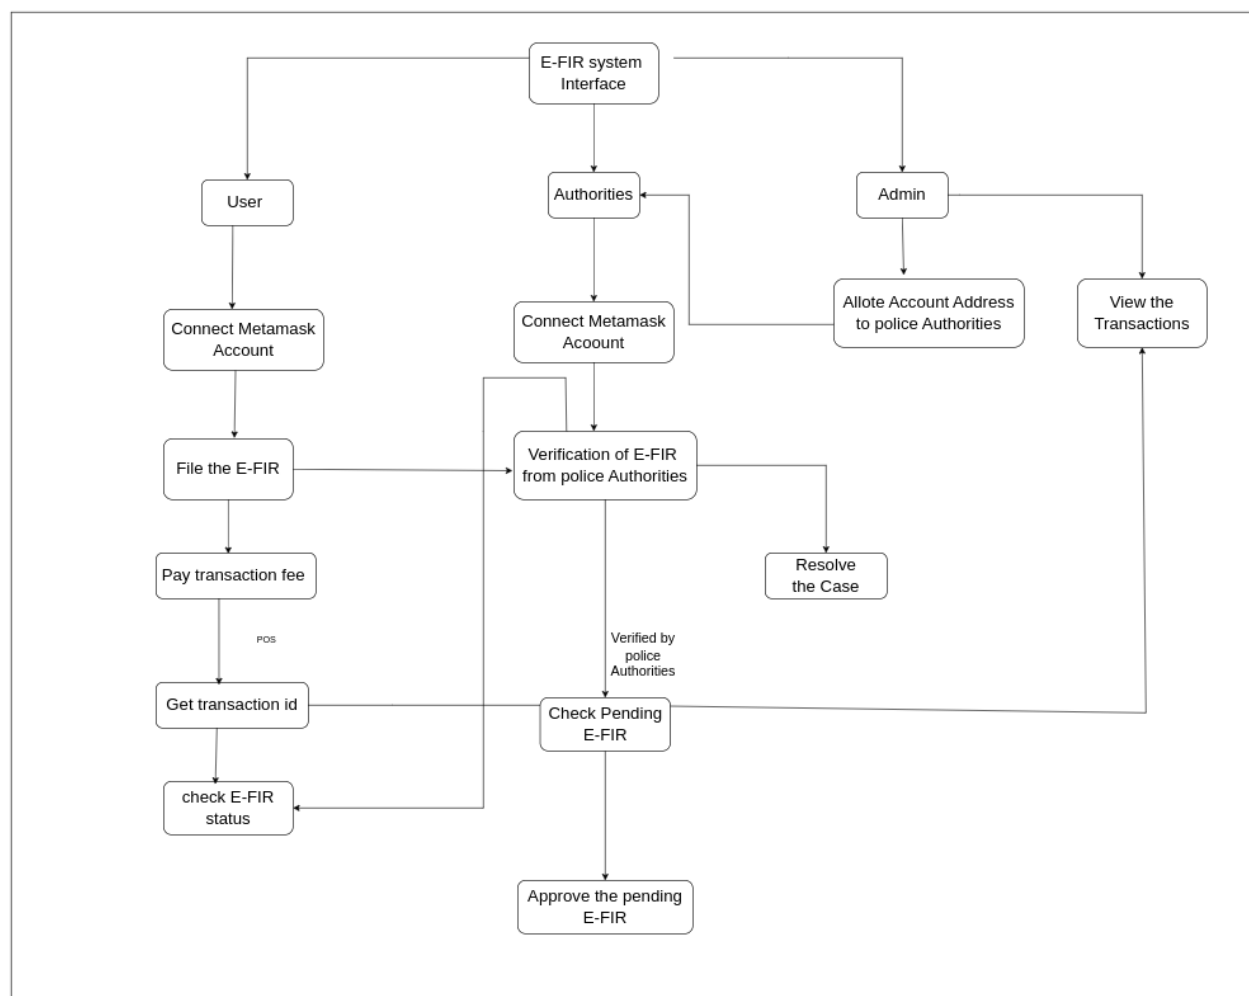 E-FIR system
Interface
User
Authorities
Admin
Connect Metamask
Account
Connect Metamask
Acoount
Allote Account Address
to police Authorities
View the
Transactions
File the E-FIR
Verification of E-FIR
from police Authorities
Pay transaction fee
Resolve
the Case
POS
Verified by
police
Authorities
Get transaction id
Check Pending
E-FIR
check E-FIR
status
Approve the pending
E-FIR